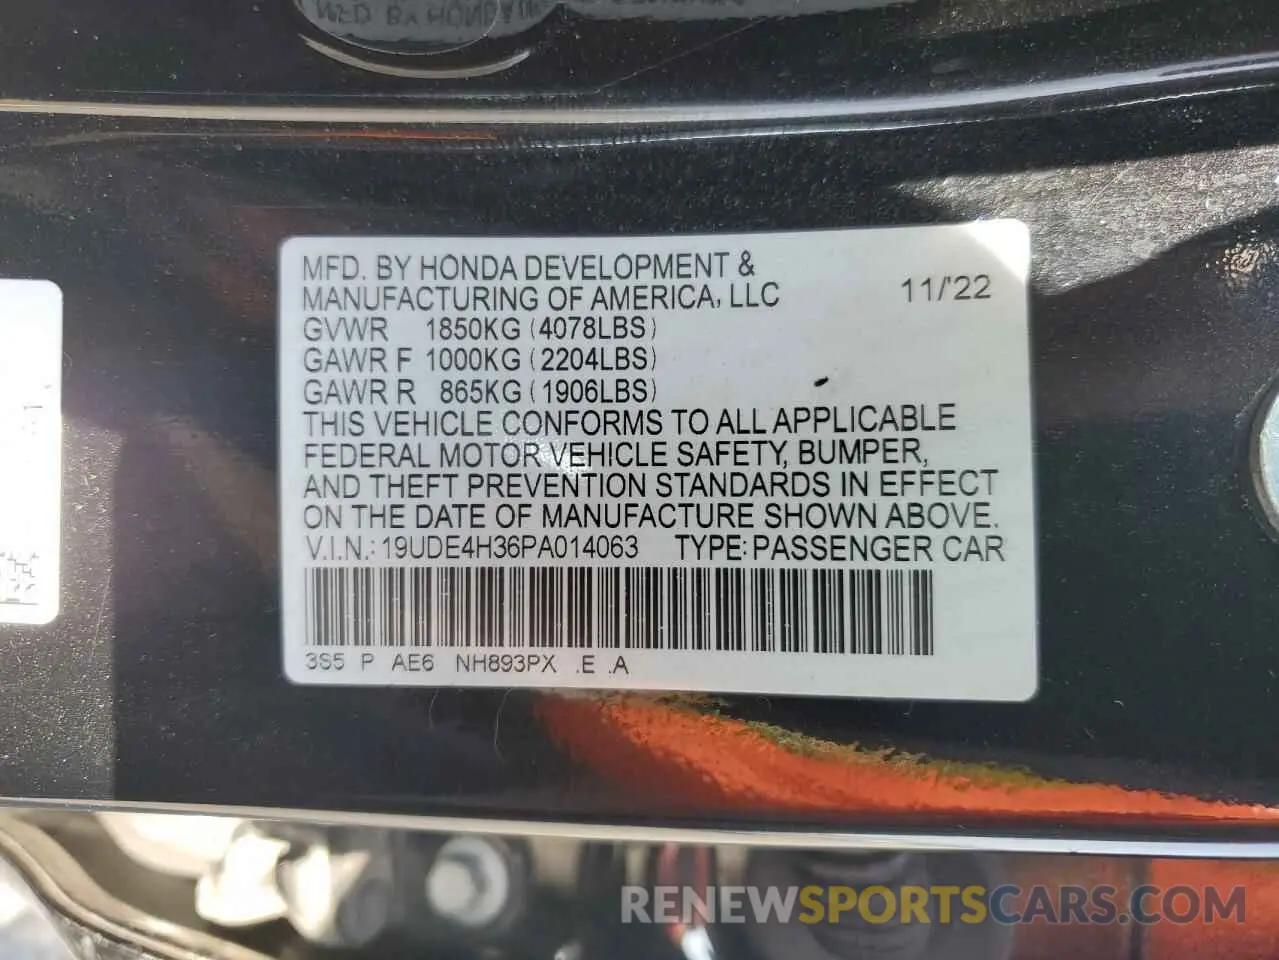 MFD. BY HONDA DEVELOPMENT &
MANUFACTURING OF AMERICA, LLC 11/'22
GVWR 1850KG (4078LBS)
GAWR F 1000KG (2204LBS)
GAWR R 865KG (1906LBS)
THIS VEHICLE CONFORMS TO ALL APPLICABLE
FEDERAL MOTOR VEHICLE SAFETY, BUMPER,
AND THEFT PREVENTION STANDARDS IN EFFECT
ON THE DATE OF MANUFACTURE SHOWN ABOVE.
V.I.N.: 19UDE4H36PA014063 TYPE: PASSENGER CAR
3S5 P AE6 NH893PX .E .A
RENEWSPORTSCARS.COM